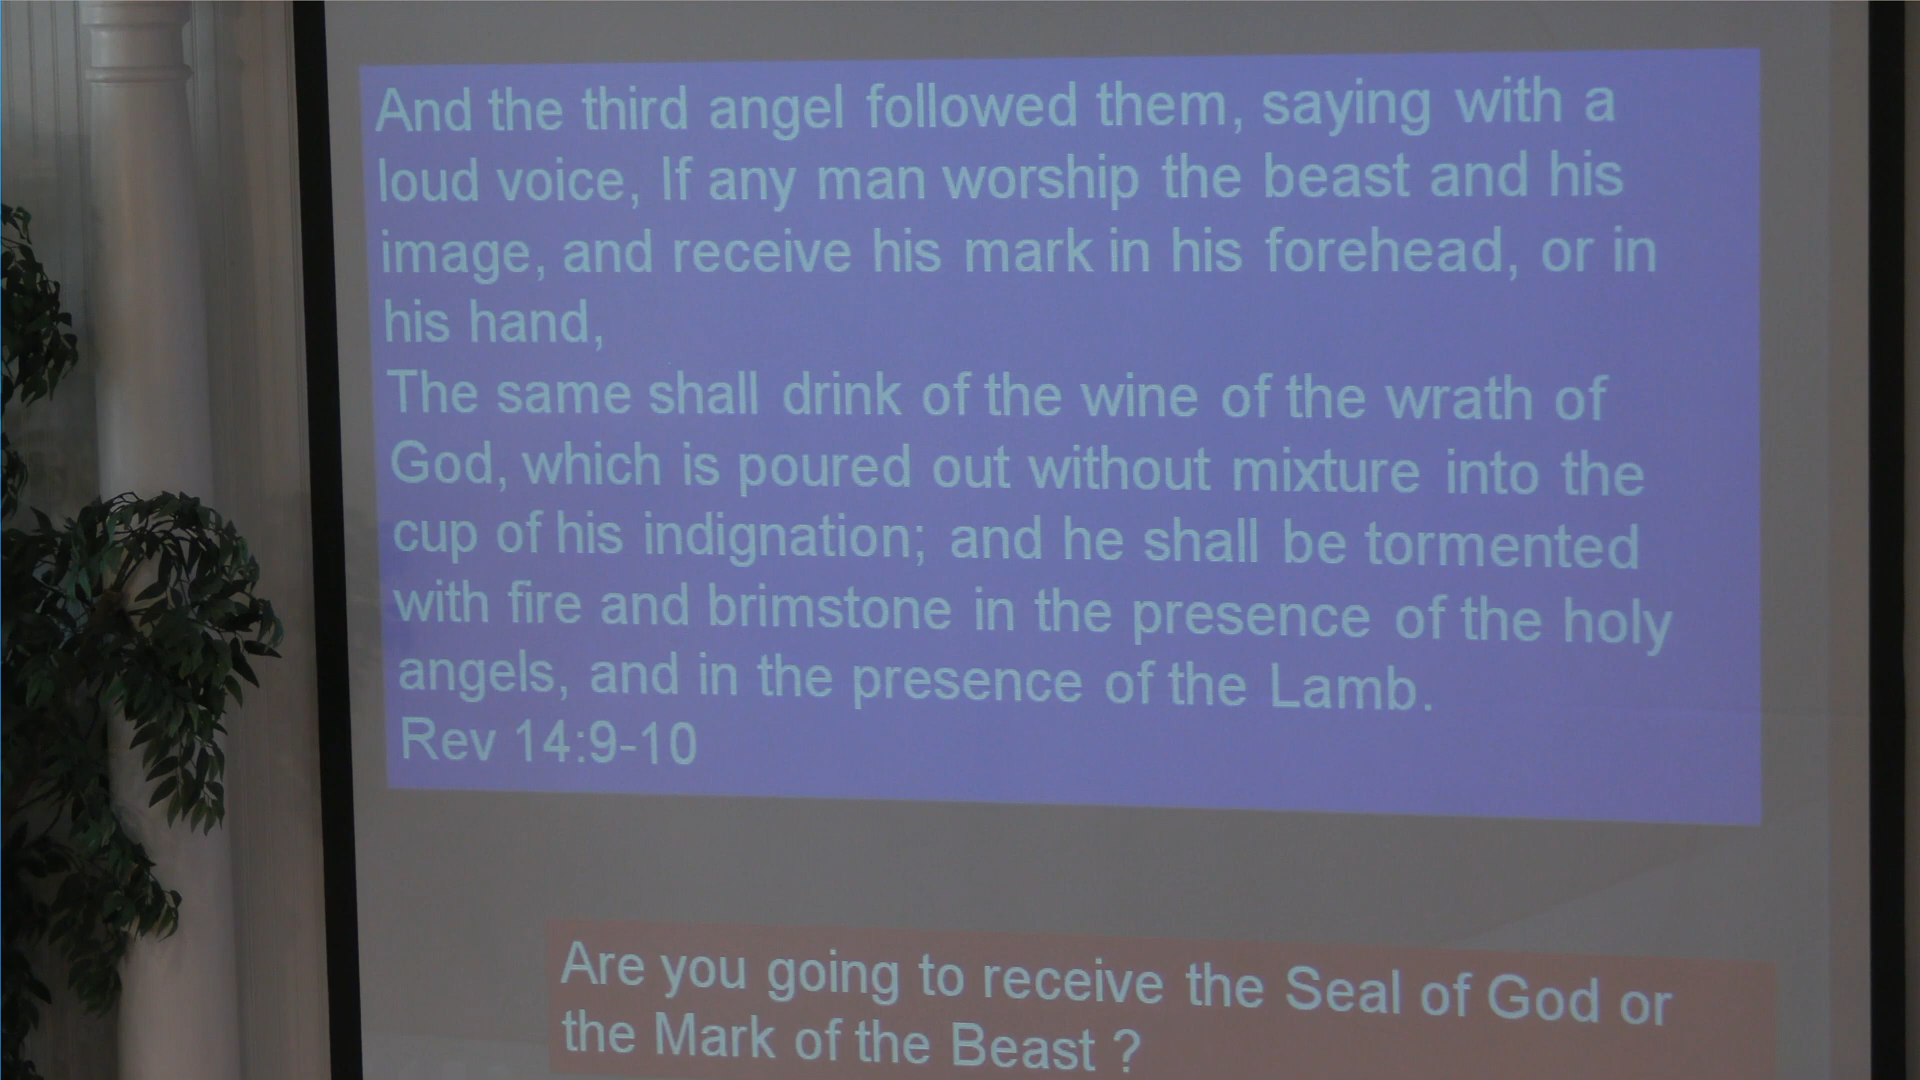 And the third angel followed them, saying with a
loud voice, If any man worship the beast and his
image, and receive his mark in his forehead, or in
his hand,
The same shall drink of the wine of the wrath of
God, which is poured out without mixture into the
cup of his indignation; and he shall be tormented
with fire and brimstone in the presence of the holy
angels, and in the presence of the Lamb.
Rev 14:9-10
Are you going to receive the Seal of God or
the Mark of the Beast ?